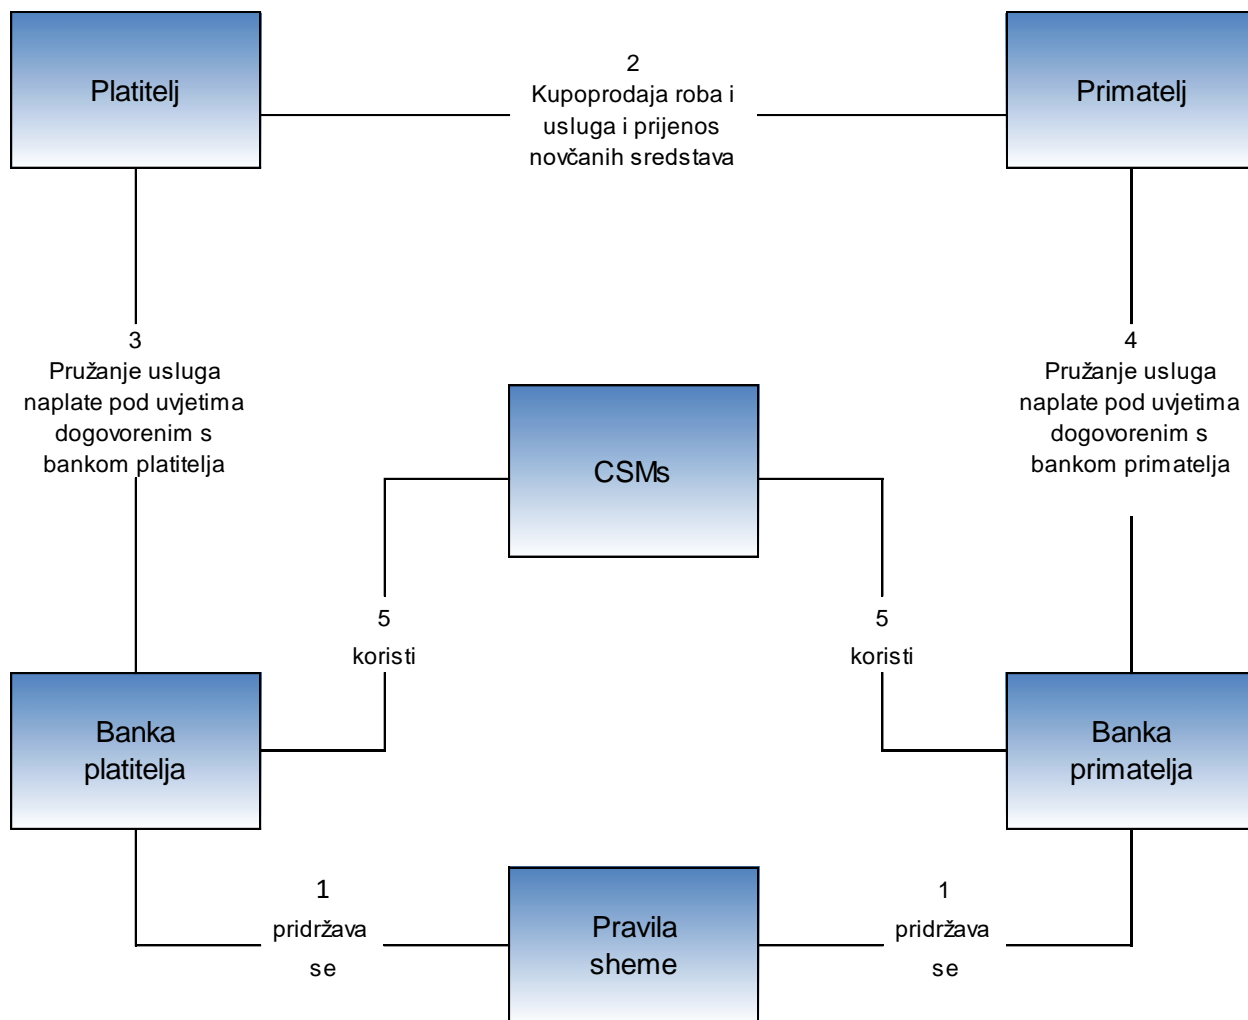 Platitelj
2
Kupoprodaja roba i
usluga i prijenos
novčanih sredstava
Primatelj
3
Pružanje usluga
naplate pod uvjetima
dogovorenim s
bankom platitelja
CSMs
4
Pružanje usluga
naplate pod uvjetima
dogovorenim s
bankom primatelja
5
koristi
5
koristi
Banka
platitelja
Banka
primatelja
1
pridržava
se
Pravila
sheme
1
pridržava
se